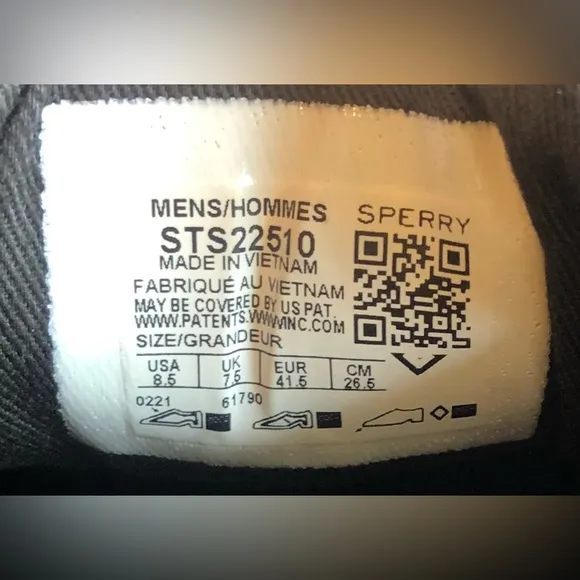 MENS/HOMMES
STS22510
MADE IN VIETNAM
FABRIQUÉ AU VIETNAM
MAY BE COVERED BY US PAT.
WWW.PATENTS.WWWINC.COM
SIZE/GRANDEUR
USA UK EUR CM
8.5 7.5 41.5 26.5
0221 61790
SPERRY